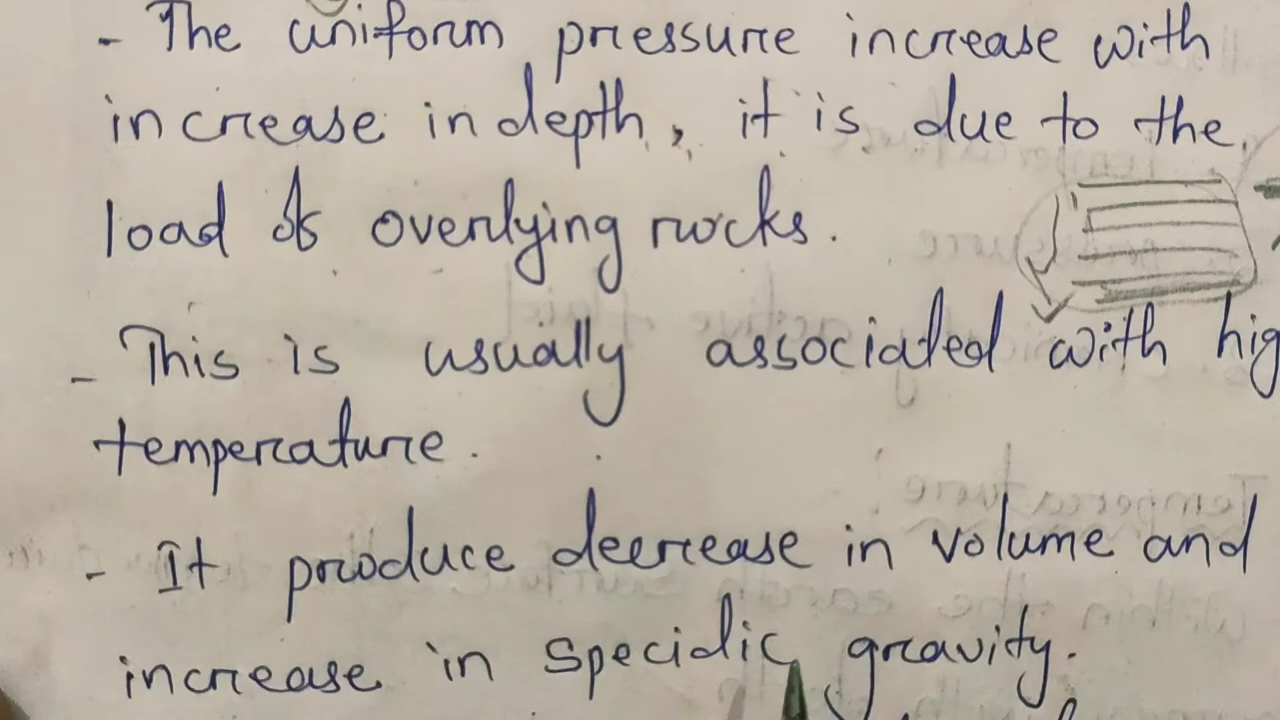 - The uniform pressure increase with
increase in depth, it is due to the
load of overlying rocks.
- This is usually associated with hig
temperature.
- It produce decrease in volume and
increase in specific gravity.